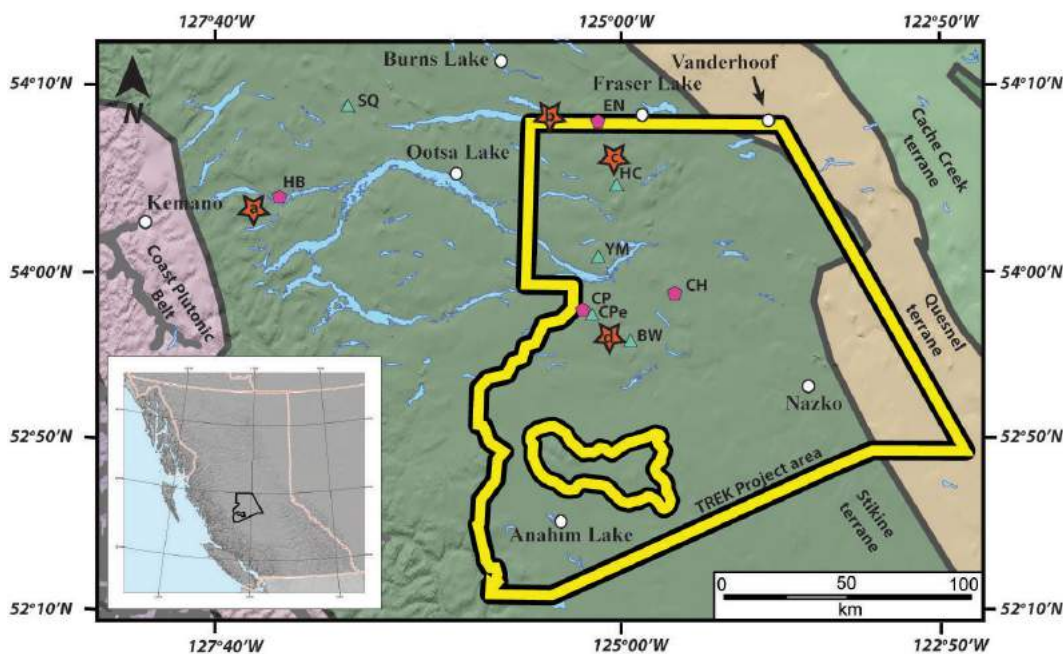 127°40'W 125°00'W 122°50'W
54°10'N 54°10'N
Burns Lake
Vanderhoof
Fraser Lake
N
SQ
b
EN
Cache Creek
terrane
Ootsa Lake
c
HC
HB
a
Kemano
Coast Plutonic
Belt
YM
54°00'N 54°00'N
CH
CP
CPe
BW
Quesnel
terrane
Nazko
52°50'N 52°50'N
TREK Project area
Stikine
terrane
Anahim Lake
0 50 100
km
52°10'N 52°10'N
127°40'W 125°00'W 122°50'W